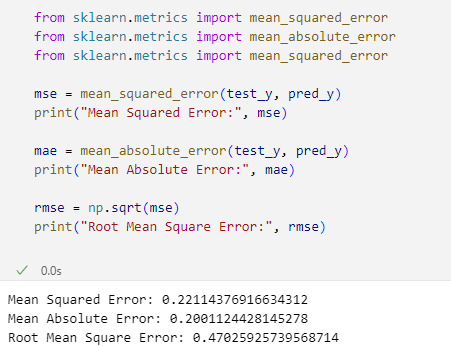 from sklearn.metrics import mean_squared_error
from sklearn.metrics import mean_absolute_error
from sklearn.metrics import mean_squared_error
mse = mean_squared_error(test_y, pred_y)
print("Mean Squared Error:", mse)
mae = mean_absolute_error(test_y, pred_y)
print("Mean Absolute Error:", mae)
rmse = np.sqrt(mse)
print("Root Mean Square Error:", rmse)
0.0s
Mean Squared Error: 0.22114376916634312
Mean Absolute Error: 0.2001124428145278
Root Mean Square Error: 0.47025925739568714